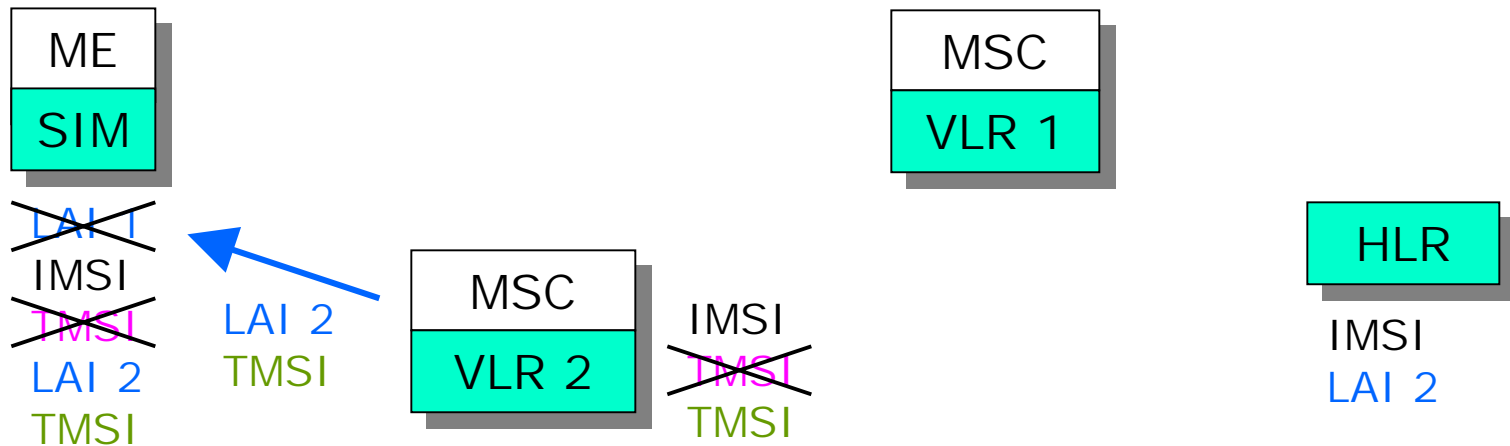 ME
SIM
LAI 1
IMSI
TMSI
LAI 2
TMSI
LAI 2
TMSI
MSC
VLR 2
IMSI
TMSI
TMSI
MSC
VLR 1
HLR
IMSI
LAI 2